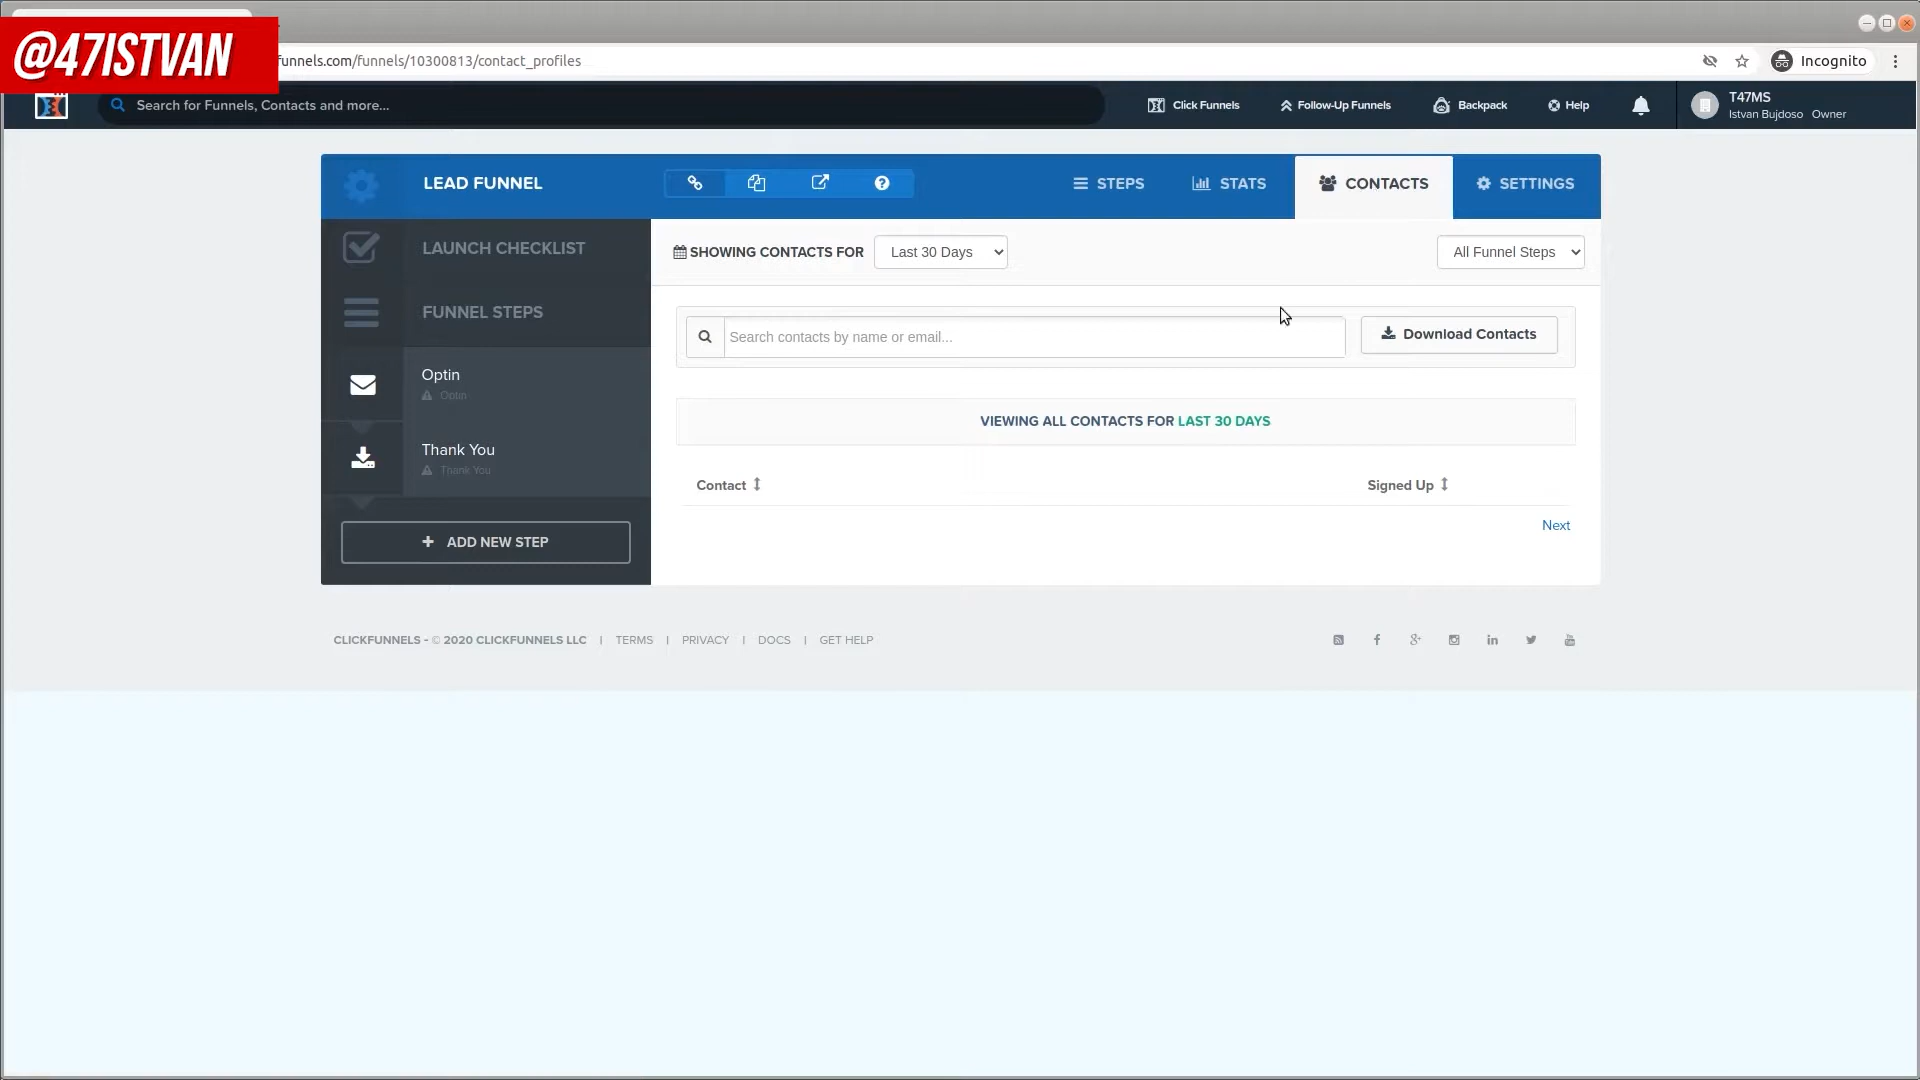 @47ISTVAN
funnels.com/funnels/10300813/contact_profiles
Incognito
Search for Funnels, Contacts and more...
Click Funnels
Follow-Up Funnels
Backpack
Help
T47MS
Istvan Bujdoso Owner
LEAD FUNNEL
STEPS
STATS
CONTACTS
SETTINGS
LAUNCH CHECKLIST
SHOWING CONTACTS FOR
Last 30 Days
All Funnel Steps
FUNNEL STEPS
Search contacts by name or email...
Download Contacts
Optin
Optin
VIEWING ALL CONTACTS FOR LAST 30 DAYS
Thank You
Thank You
Contact
Signed Up
Next
+ ADD NEW STEP
CLICKFUNNELS - © 2020 CLICKFUNNELS LLC | TERMS | PRIVACY | DOCS | GET HELP